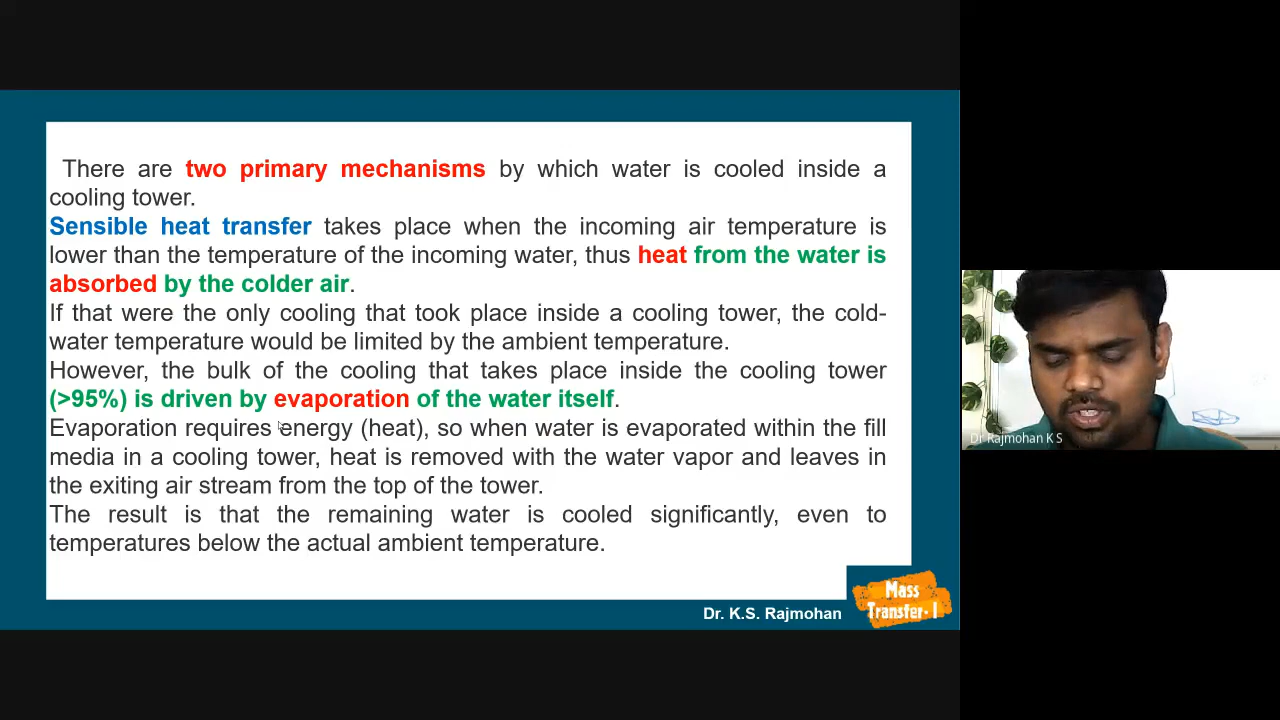 There are two primary mechanisms by which water is cooled inside a
cooling tower.
Sensible heat transfer takes place when the incoming air temperature is
lower than the temperature of the incoming water, thus heat from the water is
absorbed by the colder air.
If that were the only cooling that took place inside a cooling tower, the cold-
water temperature would be limited by the ambient temperature.
However, the bulk of the cooling that takes place inside the cooling tower
(>95%) is driven by evaporation of the water itself.
Evaporation requires energy (heat), so when water is evaporated within the fill
media in a cooling tower, heat is removed with the water vapor and leaves in
the exiting air stream from the top of the tower.
The result is that the remaining water is cooled significantly, even to
temperatures below the actual ambient temperature.
Dr. K.S. Rajmohan
Mass
Transfer-I
Dr Rajmohan K S